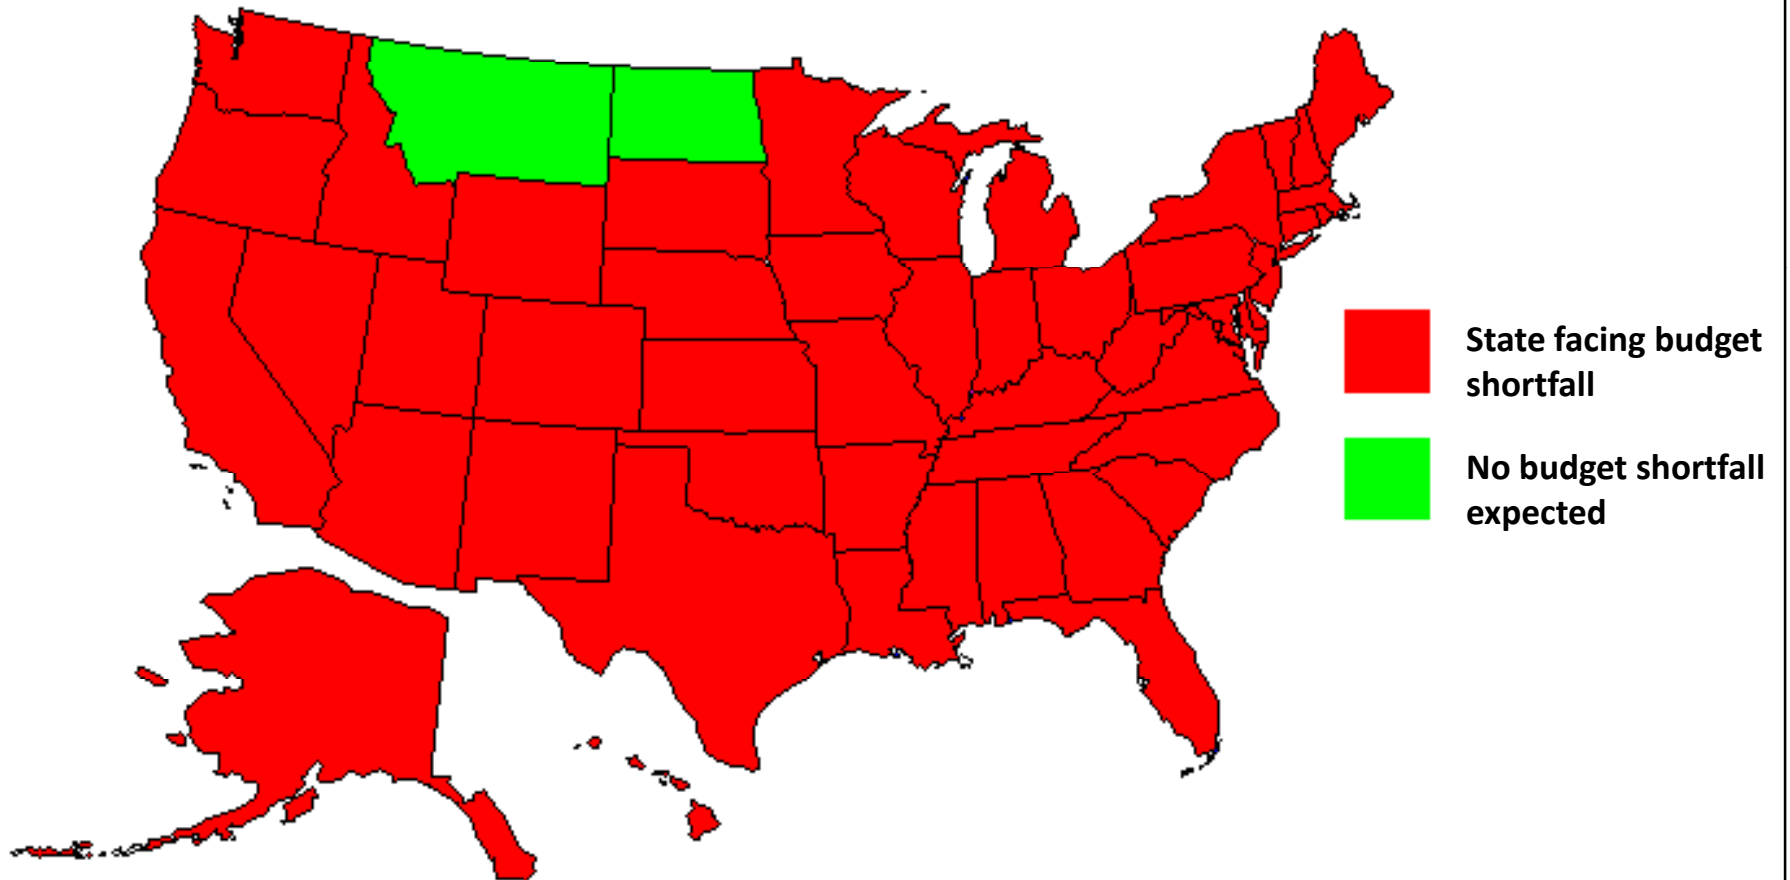 State facing budget
shortfall
No budget shortfall
expected